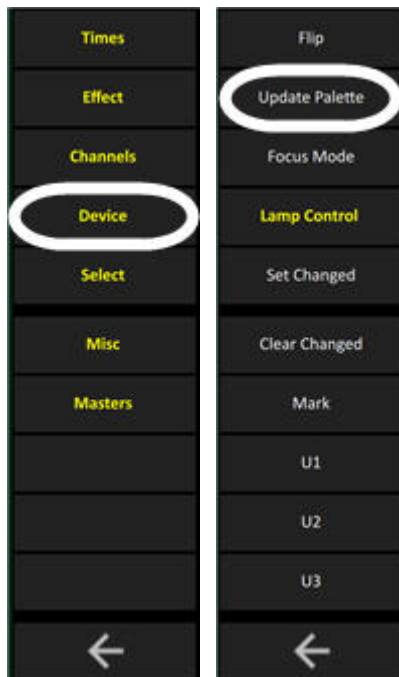 Times
Effect
Channels
Device
Select
Misc
Masters
Flip
Update Palette
Focus Mode
Lamp Control
Set Changed
Clear Changed
Mark
U1
U2
U3